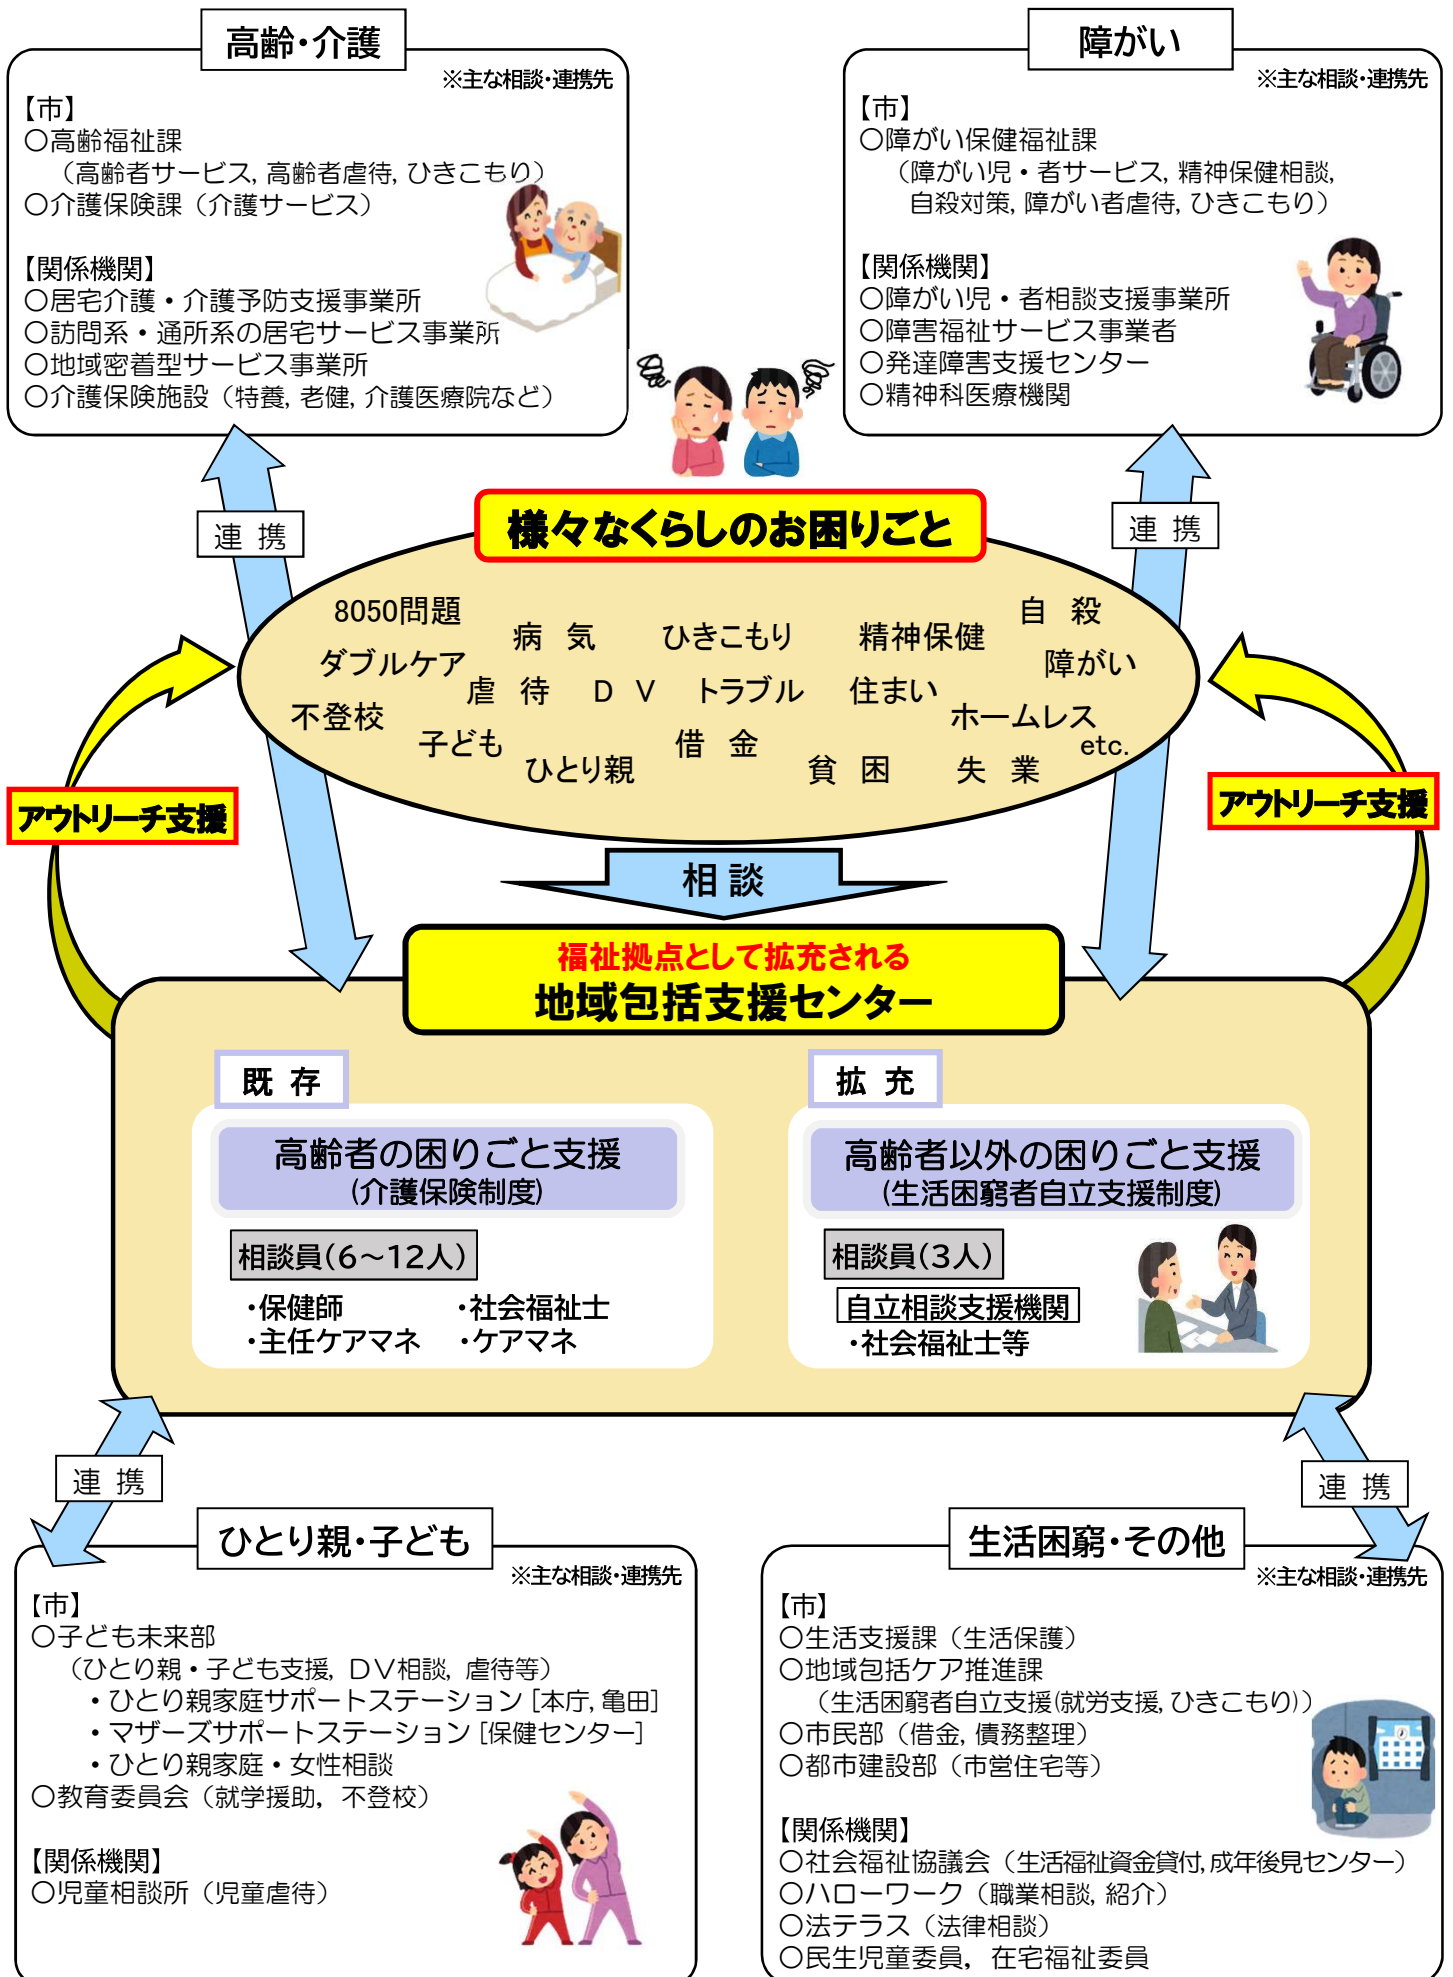 高齢・介護
※主な相談・連携先
【市】
〇高齢福祉課
（高齢者サービス, 高齢者虐待, ひきこもり）
〇介護保険課（介護サービス）
【関係機関】
〇居宅介護・介護予防支援事業所
〇訪問系・通所系の居宅サービス事業所
〇地域密着型サービス事業所
〇介護保険施設（特養, 老健, 介護医療院など）
障がい
※主な相談・連携先
【市】
〇障がい保健福祉課
（障がい児・者サービス, 精神保健相談,
自殺対策, 障がい者虐待, ひきこもり）
【関係機関】
〇障がい児・者相談支援事業所
〇障害福祉サービス事業者
〇発達障害支援センター
〇精神科医療機関
連 携
連 携
様々なくらしのお困りごと
8050問題
病 気
ひきこもり
精神保健
自 殺
ダブルケア
虐 待
D V
トラブル
住まい
障がい
不登校
子ども
ひとり親
借 金
貧 困
ホームレス
失 業
etc.
アウトリーチ支援
アウトリーチ支援
相 談
福祉拠点として拡充される
地域包括支援センター
既 存
高齢者の困りごと支援
(介護保険制度)
相談員(6～12人)
・保健師 ・社会福祉士
・主任ケアマネ ・ケアマネ
拡 充
高齢者以外の困りごと支援
(生活困窮者自立支援制度)
相談員(3人)
自立相談支援機関
・社会福祉士等
連 携
連 携
ひとり親・子ども
※主な相談・連携先
【市】
〇子ども未来部
（ひとり親・子ども支援, ＤＶ相談, 虐待等）
・ひとり親家庭サポートステーション [本庁, 亀田]
・マザーズサポートステーション [保健センター]
・ひとり親家庭・女性相談
〇教育委員会（就学援助, 不登校）
【関係機関】
〇児童相談所（児童虐待）
生活困窮・その他
※主な相談・連携先
【市】
〇生活支援課（生活保護）
〇地域包括ケア推進課
（生活困窮者自立支援(就労支援, ひきこもり)）
〇市民部（借金, 債務整理）
〇都市建設部（市営住宅等）
【関係機関】
〇社会福祉協議会（生活福祉資金貸付, 成年後見センター）
〇ハローワーク（職業相談, 紹介）
〇法テラス（法律相談）
〇民生児童委員, 在宅福祉委員